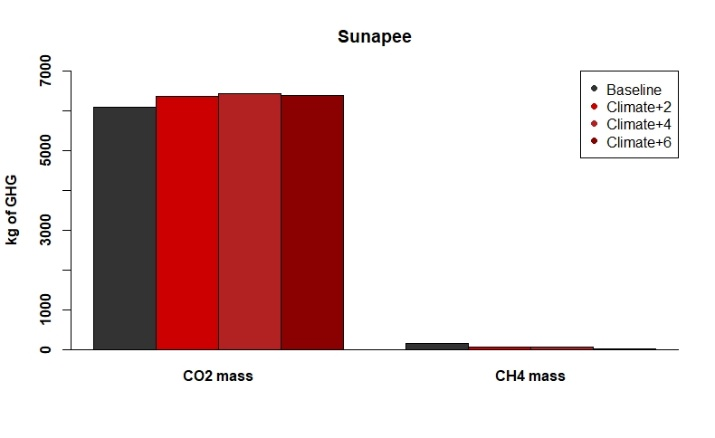 Sunapee
kg of GHG
7000
5000
3000
1000
0
Baseline
Climate+2
Climate+4
Climate+6
CO2 mass
CH4 mass